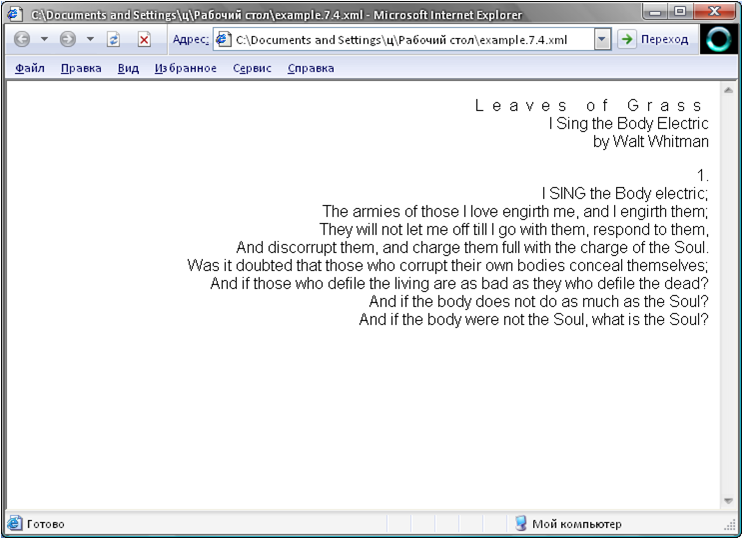 C:\Documents and Settings\ц\Рабочий стол\example.7.4.xml - Microsoft Internet Explorer
Адрес: C:\Documents and Settings\ц\Рабочий стол\example.7.4.xml Переход
Файл Правка Вид Избранное Сервис Справка
Leaves of Grass
I Sing the Body Electric
by Walt Whitman
1.
I SING the Body electric;
The armies of those I love engirth me, and I engirth them;
They will not let me off till I go with them, respond to them,
And discorrupt them, and charge them full with the charge of the Soul.
Was it doubted that those who corrupt their own bodies conceal themselves;
And if those who defile the living are as bad as they who defile the dead?
And if the body does not do as much as the Soul?
And if the body were not the Soul, what is the Soul?
Готово Мой компьютер